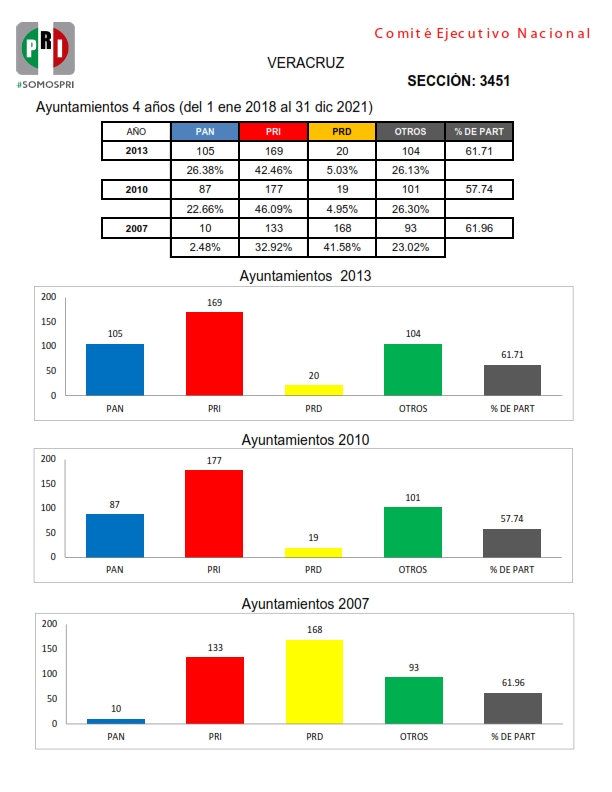 Comité Ejecutivo Nacional
PRI
#SOMOSPRI
VERACRUZ
SECCIÓN: 3451
Ayuntamientos 4 años (del 1 ene 2018 al 31 dic 2021)
AÑO PAN PRI PRD OTROS % DE PART
2013 105 169 20 104 61.71
26.38% 42.46% 5.03% 26.13%
2010 87 177 19 101 57.74
22.66% 46.09% 4.95% 26.30%
2007 10 133 168 93 61.96
2.48% 32.92% 41.58% 23.02%
Ayuntamientos 2013
200
169
150
105 104
100
61.71
50
20
0
PAN PRI PRD OTROS % DE PART
Ayuntamientos 2010
200
177
150
101
100
87
57.74
50
19
0
PAN PRI PRD OTROS % DE PART
Ayuntamientos 2007
200
168
150
133
100
93
61.96
50
10
0
PAN PRI PRD OTROS % DE PART